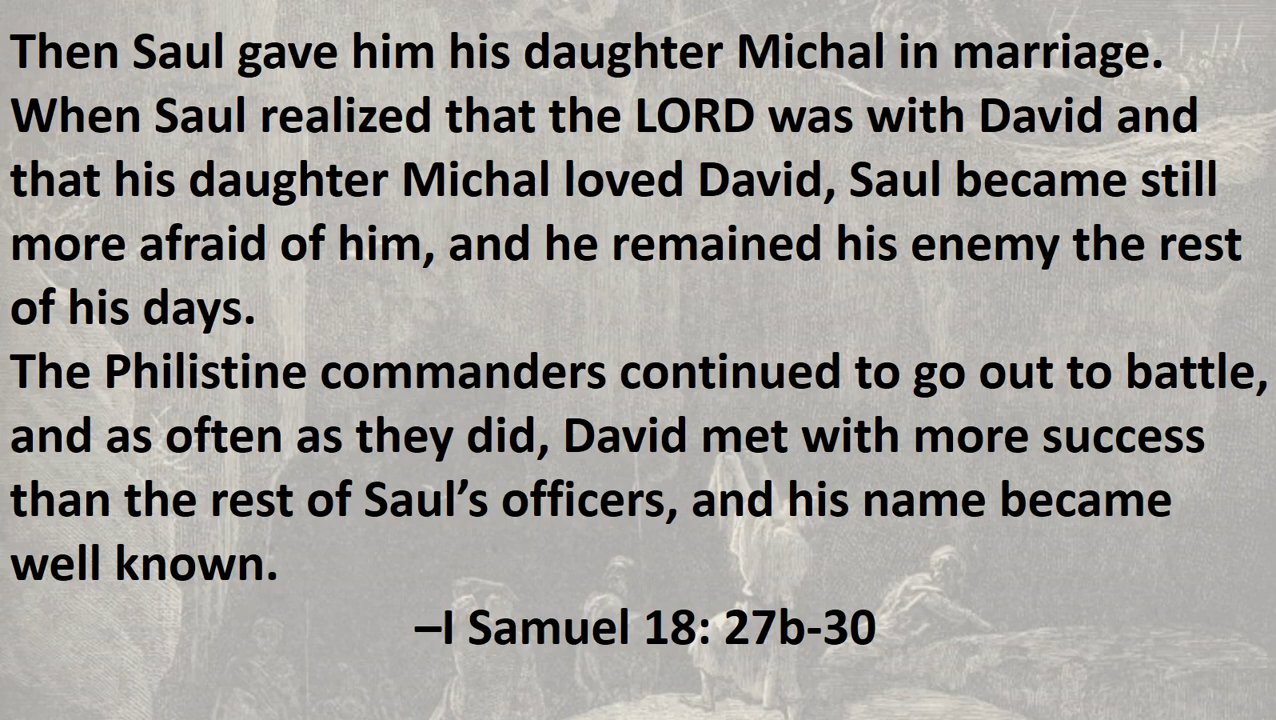 Then Saul gave him his daughter Michal in marriage.
When Saul realized that the LORD was with David and
that his daughter Michal loved David, Saul became still
more afraid of him, and he remained his enemy the rest
of his days.
The Philistine commanders continued to go out to battle,
and as often as they did, David met with more success
than the rest of Saul’s officers, and his name became
well known.
–I Samuel 18: 27b-30